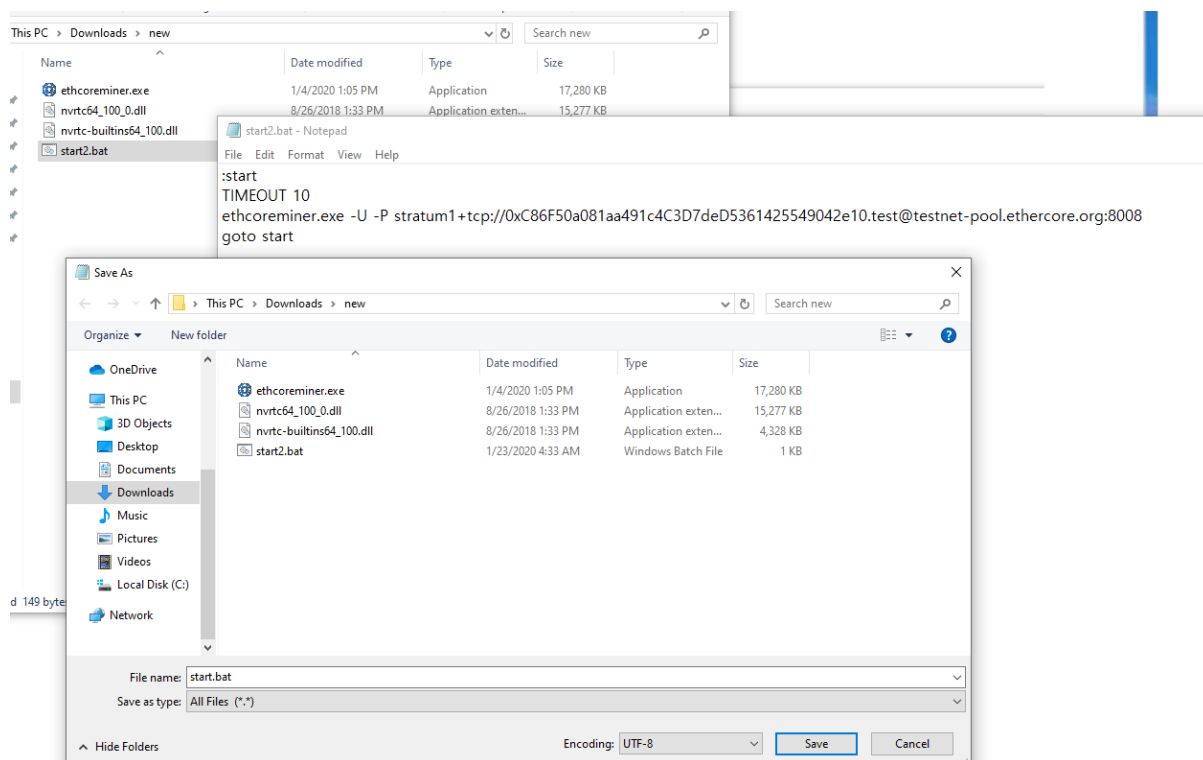 This PC > Downloads > new
Search new
Name Date modified Type Size
ethcoreminer.exe 1/4/2020 1:05 PM Application 17,280 KB
nvrtc64_100_0.dll 8/26/2018 1:33 PM Application exten... 15,277 KB
nvrtc-builtins64_100.dll
start2.bat
start2.bat - Notepad
File Edit Format View Help
:start
TIMEOUT 10
ethcoreminer.exe -U -P stratum1+tcp://0xC86F50a081aa491c4C3D7deD5361425549042e10.test@testnet-pool.ethercore.org:8008
goto start
Save As
This PC > Downloads > new
Search new
Organize New folder
Name Date modified Type Size
OneDrive
This PC
3D Objects
Desktop
Documents
Downloads
Music
Pictures
Videos
Local Disk (C:)
Network
ethcoreminer.exe 1/4/2020 1:05 PM Application 17,280 KB
nvrtc64_100_0.dll 8/26/2018 1:33 PM Application exten... 15,277 KB
nvrtc-builtins64_100.dll 8/26/2018 1:33 PM Application exten... 4,328 KB
start2.bat 1/23/2020 4:33 AM Windows Batch File 1 KB
d 149 byte
File name: start.bat
Save as type: All Files (*.*)
Hide Folders
Encoding: UTF-8
Save
Cancel